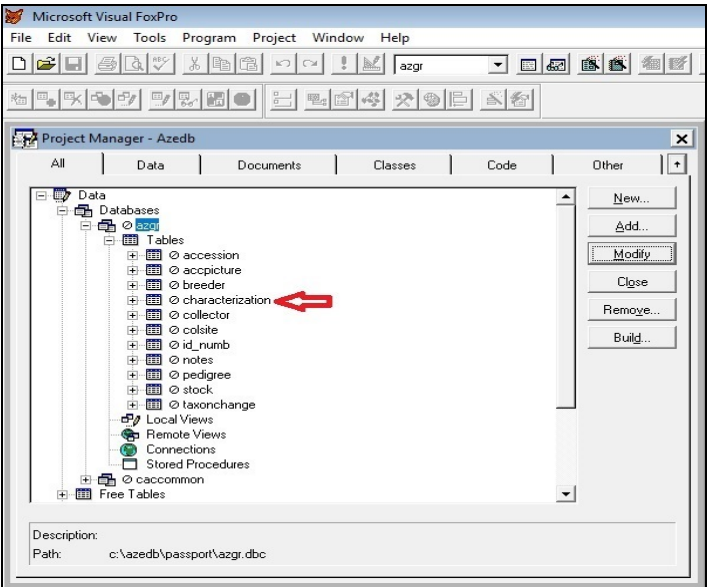 Microsoft Visual FoxPro
File Edit View Tools Program Project Window Help
ABC
azgr
Project Manager - Azedb
All Data Documents Classes Code Other
Data
Databases
azgr
Tables
accession
accpicture
breeder
characterization
collector
colsite
id_numb
notes
pedigree
stock
taxonchange
Local Views
Remote Views
Connections
Stored Procedures
caccommon
Free Tables
New...
Add...
Modify
Close
Remove...
Build...
Description:
Path: c:\azedb\passport\azgr.dbc